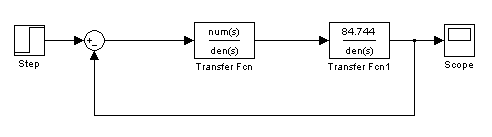 num(s)
den(s)
84.744
den(s)
+
−
Step
Transfer Fcn
Transfer Fcn1
Scope